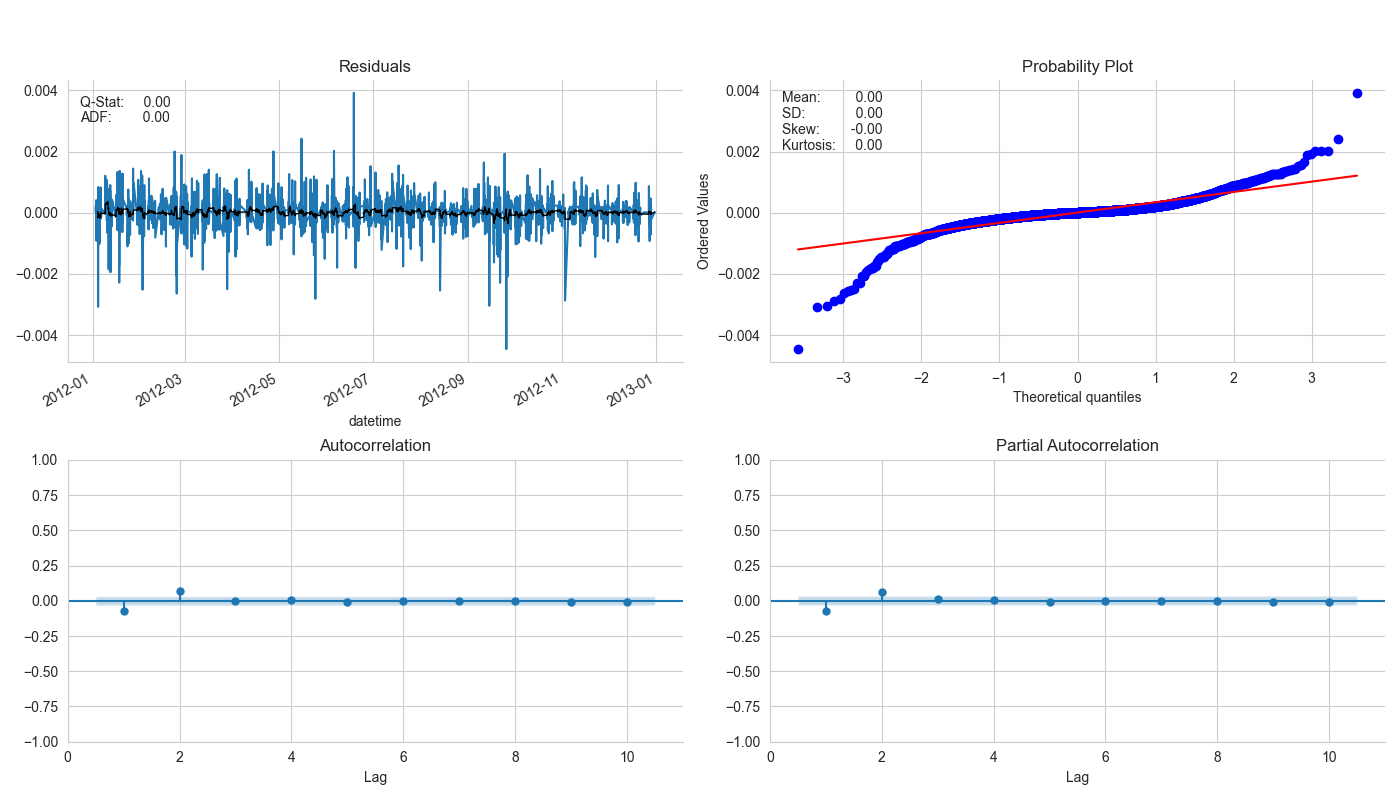 Residuals
Q-Stat: 0.00
ADF: 0.00
0.004
0.002
0.000
−0.002
−0.004
2012-01
2012-03
2012-05
2012-07
2012-09
2012-11
2013-01
datetime
Probability Plot
Mean: 0.00
SD: 0.00
Skew: -0.00
Kurtosis: 0.00
Ordered Values
0.004
0.002
0.000
−0.002
−0.004
−3 −2 −1 0 1 2 3
Theoretical quantiles
Autocorrelation
1.00
0.75
0.50
0.25
0.00
−0.25
−0.50
−0.75
−1.00
0 2 4 6 8 10
Lag
Partial Autocorrelation
1.00
0.75
0.50
0.25
0.00
−0.25
−0.50
−0.75
−1.00
0 2 4 6 8 10
Lag